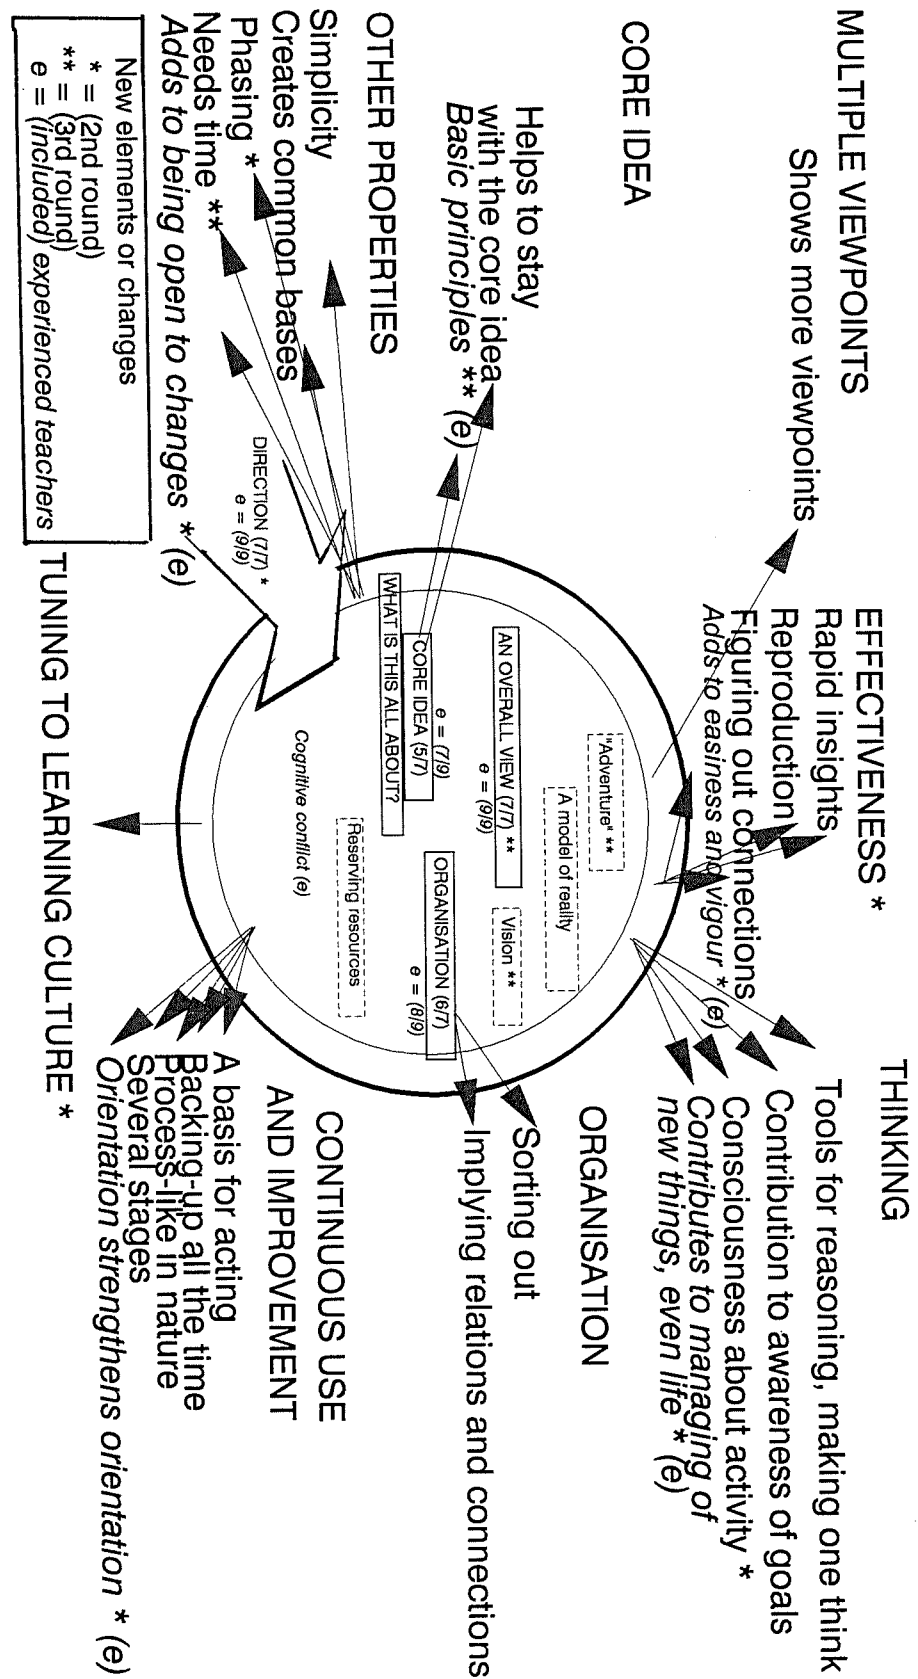 MULTIPLE VIEWPOINTS
Shows more viewpoints
EFFECTIVENESS *
Rapid insights
Reproduction
Figuring out connections
Adds to easiness and vigour * (e)
THINKING
Tools for reasoning, making one think
Contribution to awareness of goals
Consciousness about activity *
Contributes to managing of
new things, even life * (e)
CORE IDEA
Helps to stay
with the core idea
Basic principles ** (e)
"Adventure" **
A model of reality
AN OVERALL VIEW (7/7) **
e = (9/9)
Vision **
e = (7/9)
CORE IDEA (5/7)
WHAT IS THIS ALL ABOUT?
ORGANISATION (6/7)
e = (8/9)
Reserving resources
Cognitive conflict (e)
ORGANISATION
Sorting out
Implying relations and connections
OTHER PROPERTIES
Simplicity
Creates common bases
Phasing *
Needs time **
Adds to being open to changes * (e)
DIRECTION (7/7) *
e = (9/9)
CONTINUOUS USE
AND IMPROVEMENT
A basis for acting
Backing-up all the time
Process-like in nature
Several stages
Orientation strengthens orientation * (e)
New elements or changes
* = (2nd round)
** = (3rd round)
e = (included) experienced teachers
TUNING TO LEARNING CULTURE *